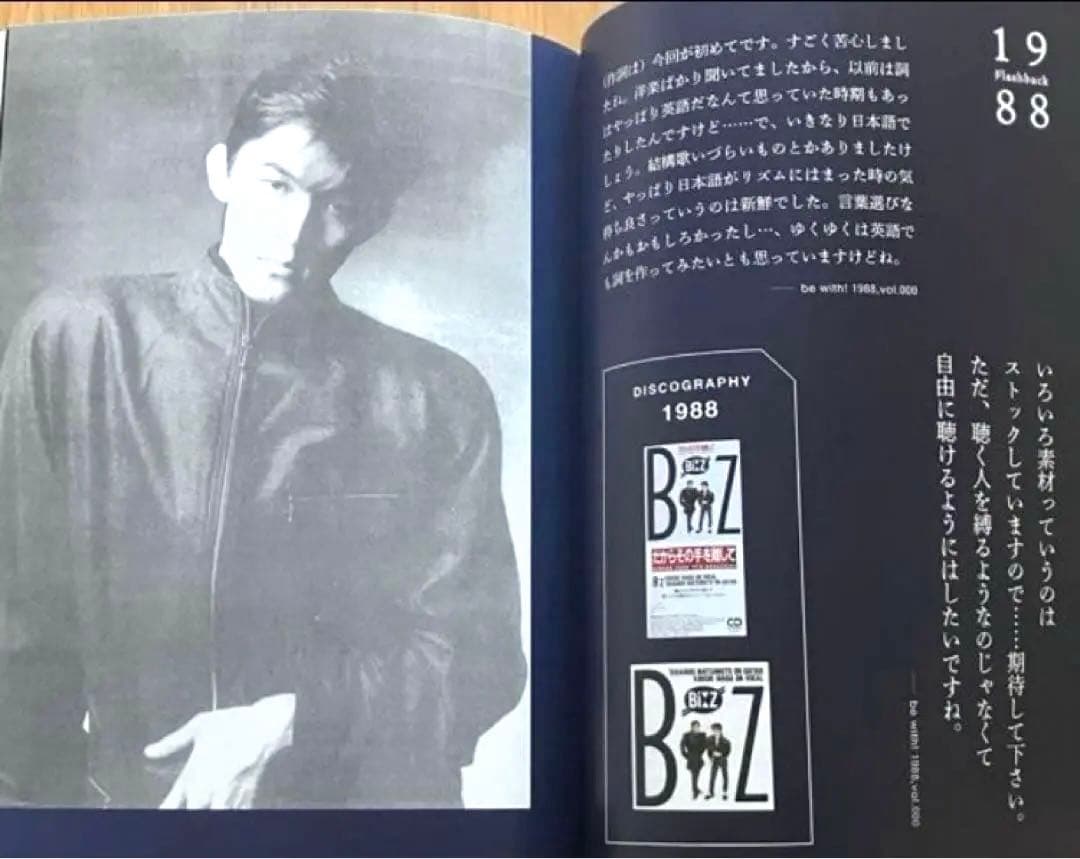 19
Flashback
88
(作詞は)今回が初めてです。すごく苦心しまし
たね。洋楽ばかり聞いてましたから、以前は詞
はやっぱり英語だなんて思っていた時期もあっ
たりしたんですけど……で、いきなり日本語で
しょう。結構歌いづらいものとかありましたけ
ど、やっぱり日本語がリズムにはまった時の気
持ち良さっていうのは新鮮でした。言葉選びな
んかもおもしろかったし…、ゆくゆくは英語で
も詞を作ってみたいとも思っていますけどね。
—— be with! 1988,vol.000
いろいろ素材っていうのは
ストックしていますので……期待して下さい。
ただ、聴く人を縛るようなのじゃなくて
自由に聴けるようにはしたいですね。
—— be with! 1988,vol.000
DISCOGRAPHY
1988
B'z
BE:Z
だからその手を離して
B'z
CD
TAKAHIRO MATSUMOTO ON GUITAR
KOHSHI INABA ON VOCAL
B'z